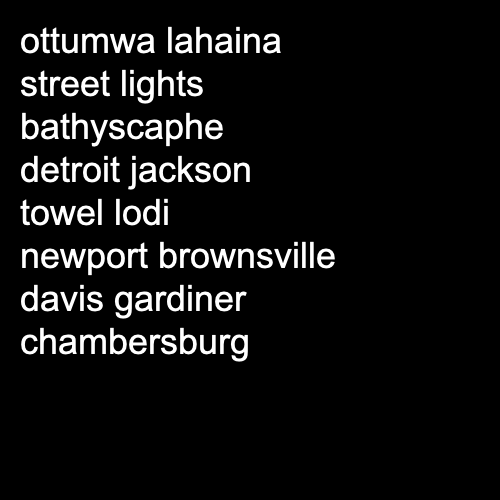 ottumwa lahaina
street lights
bathyscaphe
detroit jackson
towel lodi
newport brownsville
davis gardiner
chambersburg